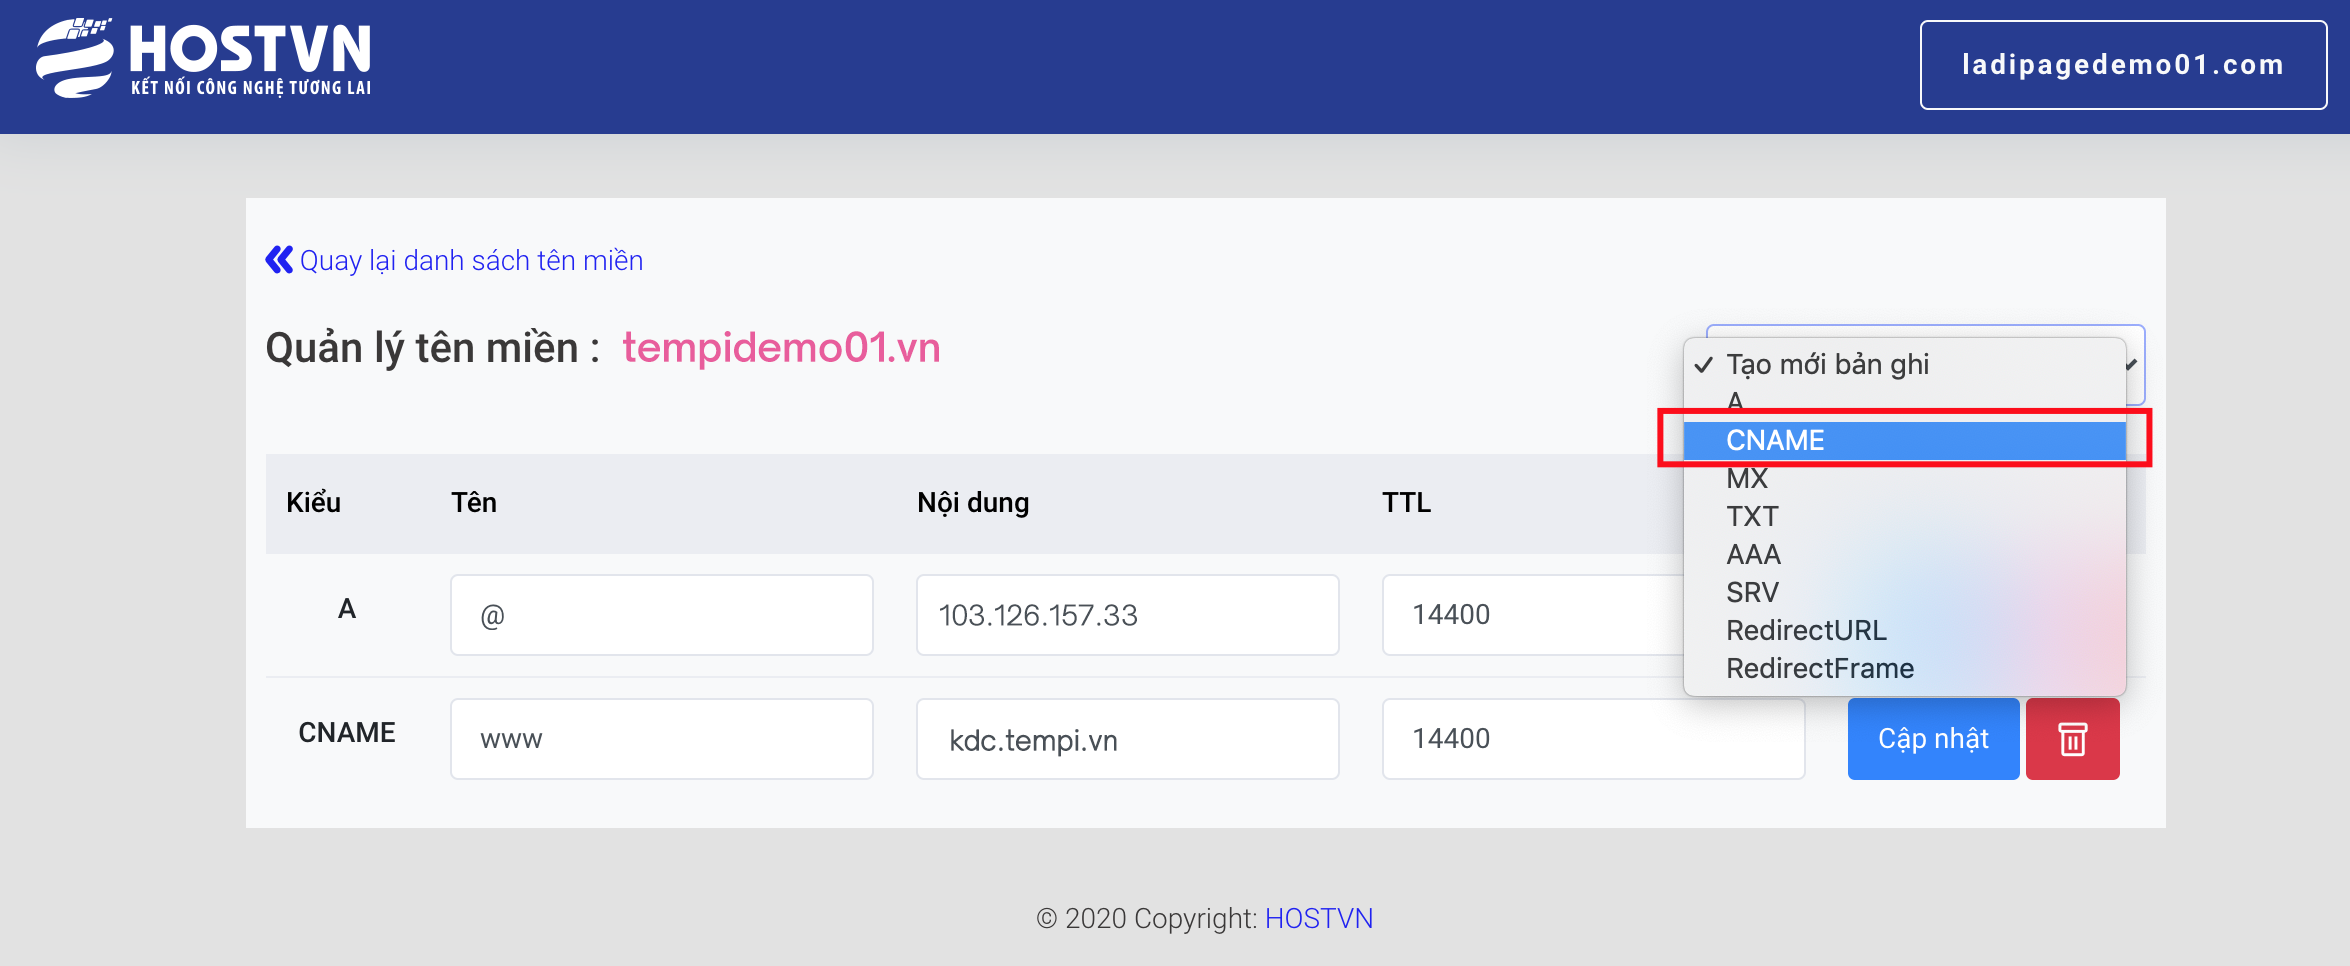 HOSTVN
KẾT NỐI CÔNG NGHỆ TƯƠNG LAI
ladipagedemo01.com
Quay lại danh sách tên miền
Quản lý tên miền : tempidemo01.vn
Tạo mới bản ghi
A
CNAME
MX
TXT
AAA
SRV
RedirectURL
RedirectFrame
Kiểu Tên Nội dung TTL
A @ 103.126.157.33 14400
CNAME www kdc.tempi.vn 14400 Cập nhật
© 2020 Copyright: HOSTVN